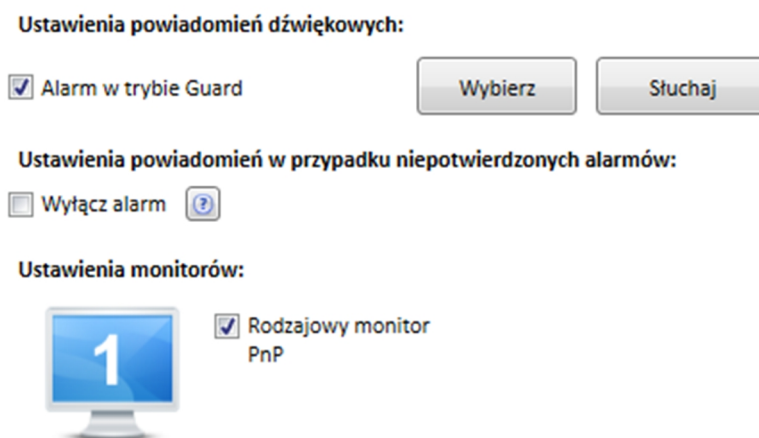 Ustawienia powiadomień dźwiękowych:
Alarm w trybie Guard
Wybierz
Słuchaj
Ustawienia powiadomień w przypadku niepotwierdzonych alarmów:
Wyłącz alarm
?
Ustawienia monitorów:
1
Rodzajowy monitor
PnP